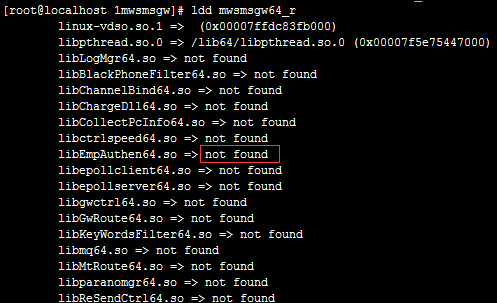 [root@localhost 1mwsmsgw]# ldd mwsmsgw64_r
linux-vdso.so.1 => (0x00007ffdc83fb000)
libpthread.so.0 => /lib64/libpthread.so.0 (0x00007f5e75447000)
libLogMgr64.so => not found
libBlackPhoneFilter64.so => not found
libChannelBind64.so => not found
libChargeDll64.so => not found
libCollectPcInfo64.so => not found
libctrlspeed64.so => not found
libEmpAuthen64.so => not found
libepollclient64.so => not found
libepollserver64.so => not found
libgwctrl64.so => not found
libGwRoute64.so => not found
libKeyWordsFilter64.so => not found
libmq64.so => not found
libMtRoute64.so => not found
libparanomgr64.so => not found
libReSendCtrl64.so => not found